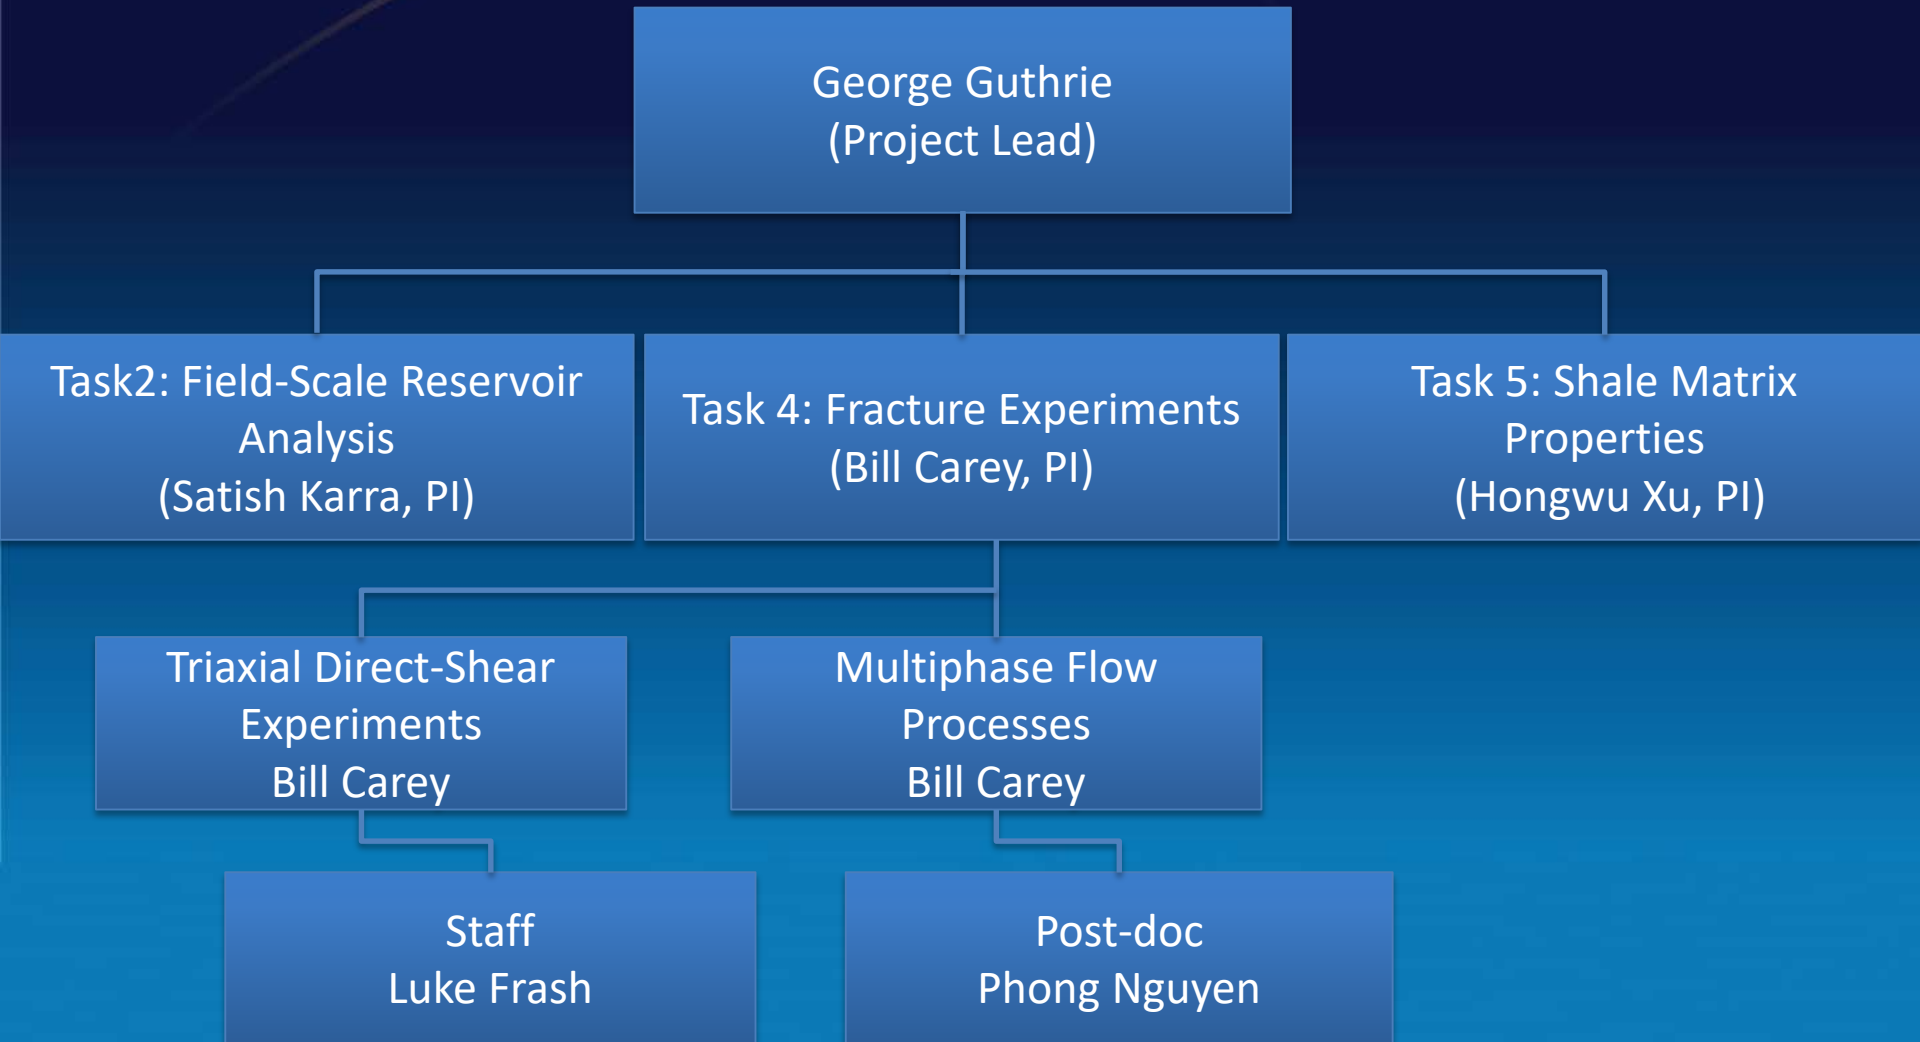 George Guthrie
(Project Lead)
Task2: Field-Scale Reservoir
Analysis
(Satish Karra, PI)
Task 4: Fracture Experiments
(Bill Carey, PI)
Task 5: Shale Matrix
Properties
(Hongwu Xu, PI)
Triaxial Direct-Shear
Experiments
Bill Carey
Multiphase Flow
Processes
Bill Carey
Staff
Luke Frash
Post-doc
Phong Nguyen